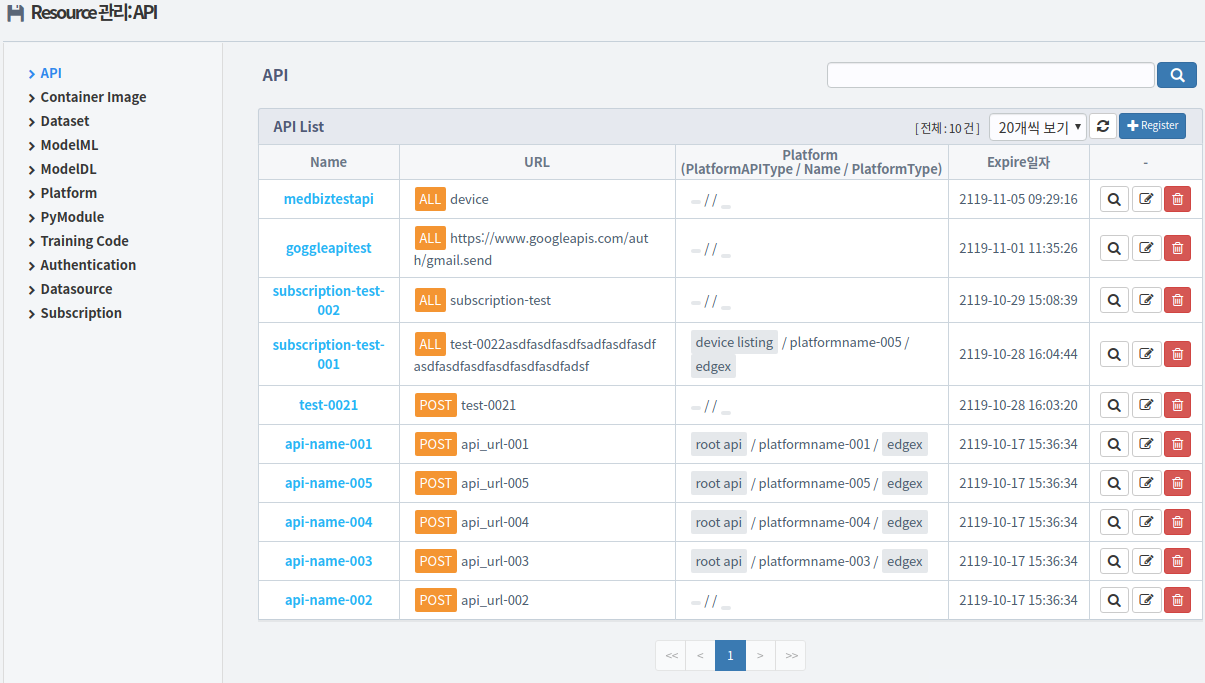 Resource 관리:API
API
Container Image
Dataset
ModelML
ModelDL
Platform
PyModule
Training Code
Authentication
Datasource
Subscription
API
API List
[ 전체 : 10 건 ] 20개씩 보기 Register
Name URL Platform (PlatformAPIType / Name / PlatformType) Expire일자 -
medbiztestapi ALL device / / 2119-11-05 09:29:16
goggleapitest ALL https://www.googleapis.com/aut / / 2119-11-01 11:35:26
h/gmail.send
subscription-test- ALL subscription-test / / 2119-10-29 15:08:39
002
subscription-test- ALL test-0022asdfasdfasdfsadfasdfasdf device listing / platformname-005 / 2119-10-28 16:04:44
001 asdfasdfasdfasdfasdfasdfadsf edgex
test-0021 POST test-0021 / / 2119-10-28 16:03:20
api-name-001 POST api_url-001 root api / platformname-001 / edgex 2119-10-17 15:36:34
api-name-005 POST api_url-005 root api / platformname-005 / edgex 2119-10-17 15:36:34
api-name-004 POST api_url-004 root api / platformname-004 / edgex 2119-10-17 15:36:34
api-name-003 POST api_url-003 root api / platformname-003 / edgex 2119-10-17 15:36:34
api-name-002 POST api_url-002 / / 2119-10-17 15:36:34
<< < 1 > >>